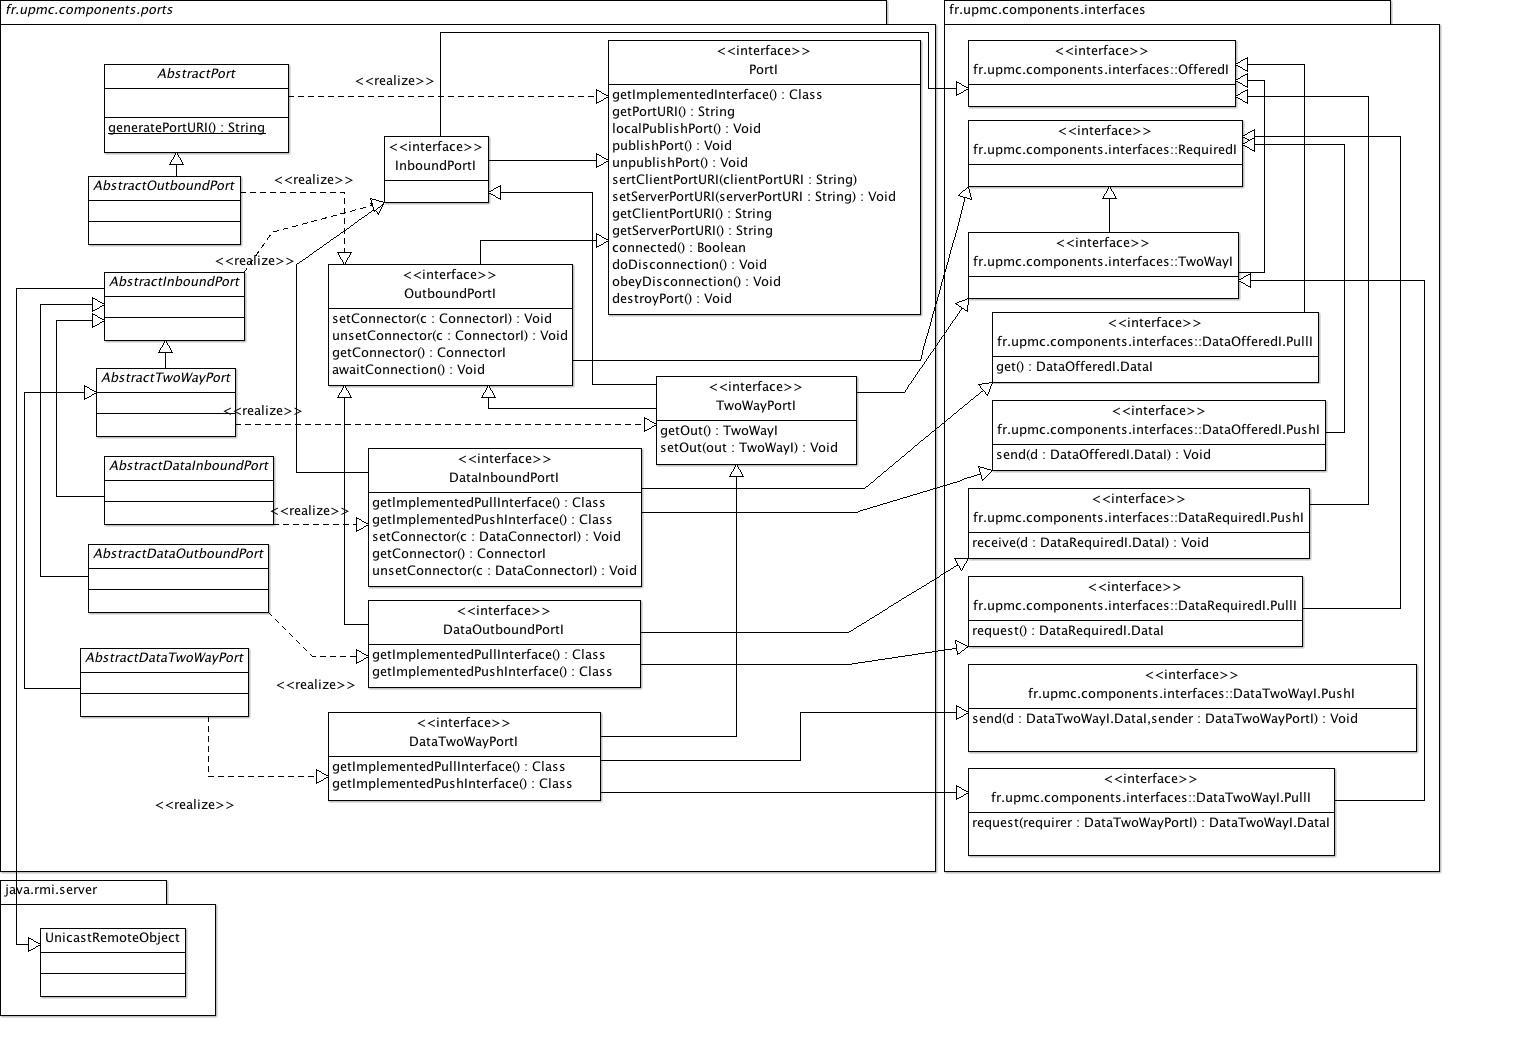 fr.upmc.components.ports
AbstractPort
generatePortURI() : String
<<realize>>
<<interface>>
PortI
getImplementedInterface() : Class
getPortURI() : String
localPublishPort() : Void
publishPort() : Void
unpublishPort() : Void
sertClientPortURI(clientPortURI : String)
setServerPortURI(serverPortURI : String) : Void
getClientPortURI() : String
getServerPortURI() : String
connected() : Boolean
doDisconnection() : Void
obeyDisconnection() : Void
destroyPort() : Void
<<interface>>
InboundPortI
AbstractOutboundPort
<<realize>>
<<realize>>
AbstractInboundPort
<<interface>>
OutboundPortI
setConnector(c : ConnectorI) : Void
unsetConnector(c : ConnectorI) : Void
getConnector() : ConnectorI
awaitConnection() : Void
AbstractTwoWayPort
<<realize>>
<<interface>>
TwoWayPortI
getOut() : TwoWayI
setOut(out : TwoWayI) : Void
AbstractDataInboundPort
<<realize>>
<<interface>>
DataInboundPortI
getImplementedPullInterface() : Class
getImplementedPushInterface() : Class
setConnector(c : DataConnectorI) : Void
getConnector() : ConnectorI
unsetConnector(c : DataConnectorI) : Void
AbstractDataOutboundPort
<<interface>>
DataOutboundPortI
getImplementedPullInterface() : Class
getImplementedPushInterface() : Class
<<realize>>
AbstractDataTwoWayPort
<<interface>>
DataTwoWayPortI
getImplementedPullInterface() : Class
getImplementedPushInterface() : Class
<<realize>>
fr.upmc.components.interfaces
<<interface>>
fr.upmc.components.interfaces::OfferedI
<<interface>>
fr.upmc.components.interfaces::RequiredI
<<interface>>
fr.upmc.components.interfaces::TwoWayI
<<interface>>
fr.upmc.components.interfaces::DataOfferedI.PullI
get() : DataOfferedI.DataI
<<interface>>
fr.upmc.components.interfaces::DataOfferedI.PushI
send(d : DataOfferedI.DataI) : Void
<<interface>>
fr.upmc.components.interfaces::DataRequiredI.PushI
receive(d : DataRequiredI.DataI) : Void
<<interface>>
fr.upmc.components.interfaces::DataRequiredI.PullI
request() : DataRequiredI.DataI
<<interface>>
fr.upmc.components.interfaces::DataTwoWayI.PushI
send(d : DataTwoWayI.DataI,sender : DataTwoWayPortI) : Void
<<interface>>
fr.upmc.components.interfaces::DataTwoWayI.PullI
request(requirer : DataTwoWayPortI) : DataTwoWayI.DataI
java.rmi.server
UnicastRemoteObject